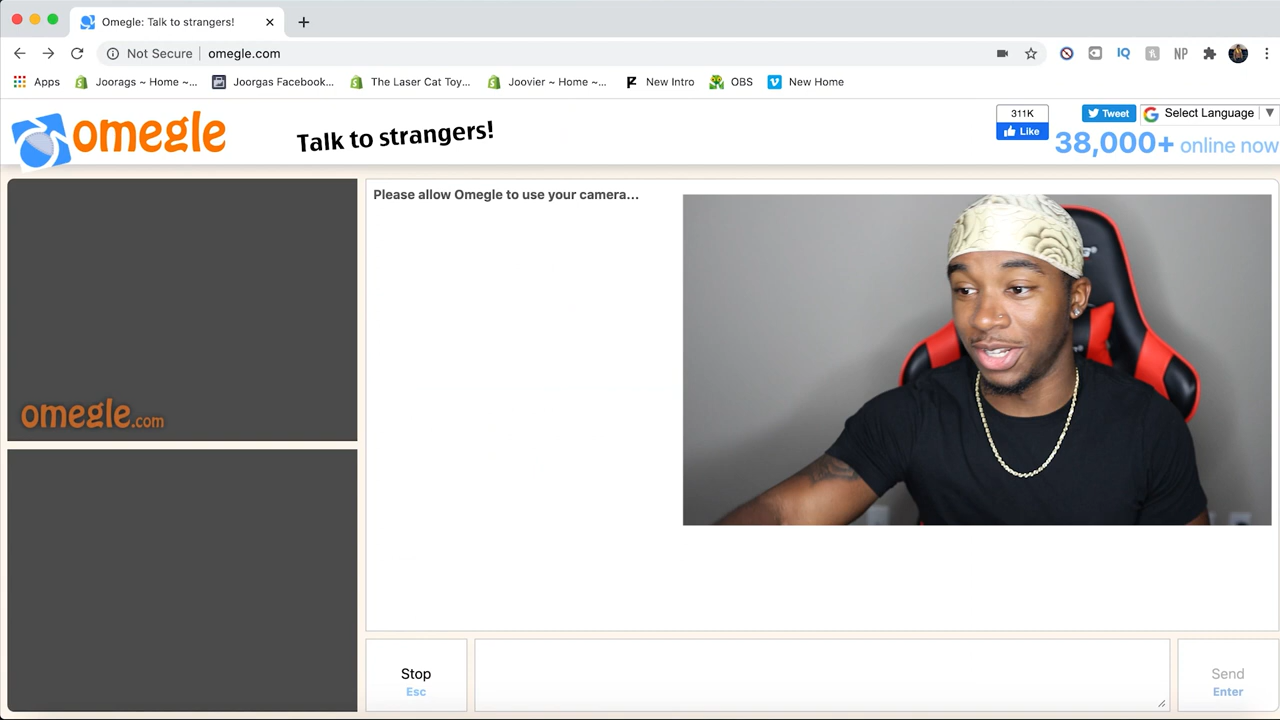 Omegle: Talk to strangers!
Not Secure
omegle.com
IQ
NP
Apps
Joorags ~ Home ~...
Joorgas Facebook...
The Laser Cat Toy...
Joovier ~ Home ~...
New Intro
OBS
New Home
omegle
Talk to strangers!
311K
Like
Tweet
Select Language
38,000+ online now
Please allow Omegle to use your camera...
omegle.com
Stop
Esc
Send
Enter